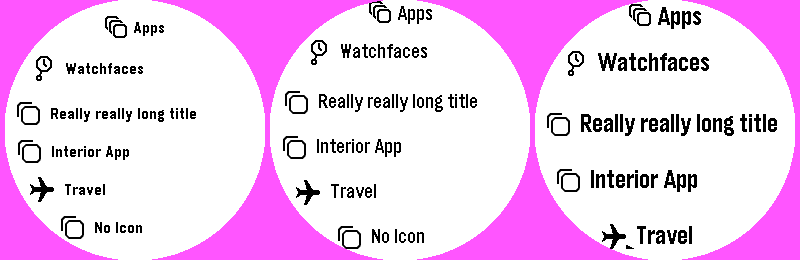 Apps
Watchfaces
Really really long title
Interior App
Travel
No Icon
Apps
Watchfaces
Really really long title
Interior App
Travel
No Icon
Apps
Watchfaces
Really really long title
Interior App
Travel